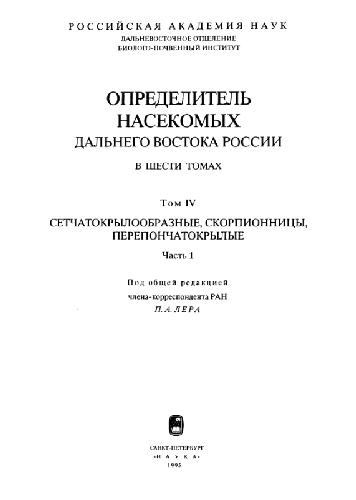 РОССИЙСКАЯ АКАДЕМИЯ НАУК
ДАЛЬНЕВОСТОЧНОЕ ОТДЕЛЕНИЕ
БИОЛОГО-ПОЧВЕННЫЙ ИНСТИТУТ
ОПРЕДЕЛИТЕЛЬ
НАСЕКОМЫХ
ДАЛЬНЕГО ВОСТОКА РОССИИ
В ШЕСТИ ТОМАХ
Том IV
СЕТЧАТОКРЫЛООБРАЗНЫЕ, СКОРПИОННИЦЫ,
ПЕРЕПОНЧАТОКРЫЛЫЕ
Часть 1
Под общей редакцией
члена-корреспондента РАН
П.А. ЛЕРА
САНКТ-ПЕТЕРБУРГ
«НАУКА»
1995